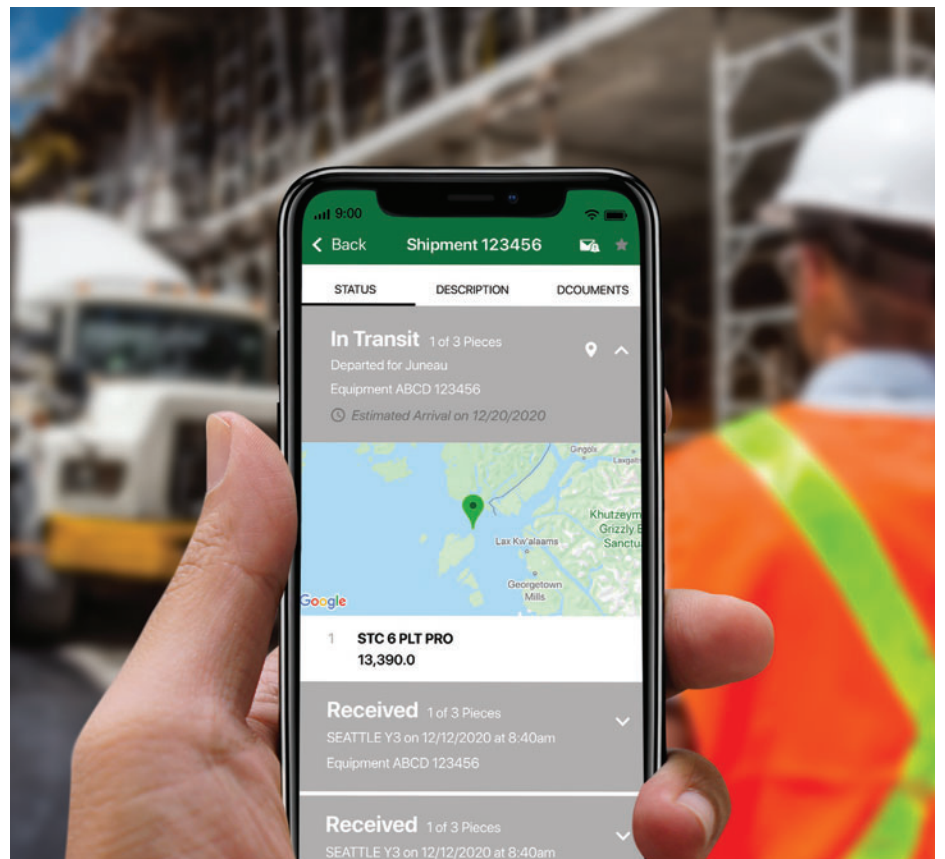 9:00
Back Shipment 123456
STATUS DESCRIPTION DCOUMENTS
In Transit 1 of 3 Pieces
Departed for Juneau
Equipment ABCD 123456
Estimated Arrival on 12/20/2020
Gingolx
Khutzeym
Grizzly B
Sanctu
Lax Kw'alaams
Georgetown
Mills
Google
1 STC 6 PLT PRO
13,390.0
Received 1 of 3 Pieces
SEATTLE Y3 on 12/12/2020 at 8:40am
Equipment ABCD 123456
Received 1 of 3 Pieces
SEATTLE Y3 on 12/12/2020 at 8:40am